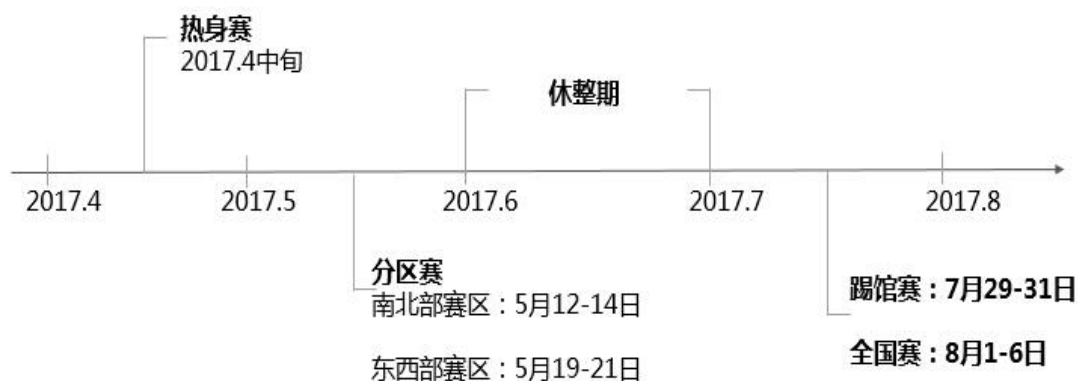 热身赛
2017.4中旬
休整期
2017.4
2017.5
2017.6
2017.7
2017.8
分区赛
南北部赛区：5月12-14日
东西部赛区：5月19-21日
踢馆赛：7月29-31日
全国赛：8月1-6日